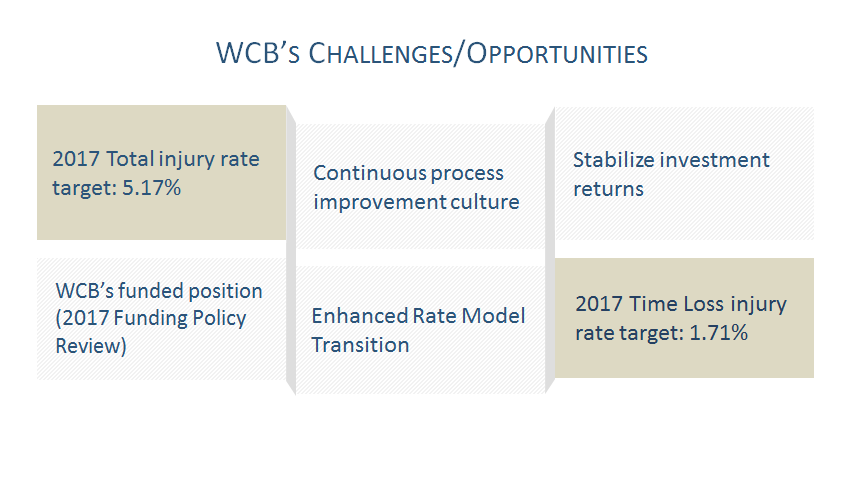 WCB's Challenges/Opportunities
2017 Total injury rate
target: 5.17%
Continuous process
improvement culture
Stabilize investment
returns
WCB's funded position
(2017 Funding Policy
Review)
Enhanced Rate Model
Transition
2017 Time Loss injury
rate target: 1.71%